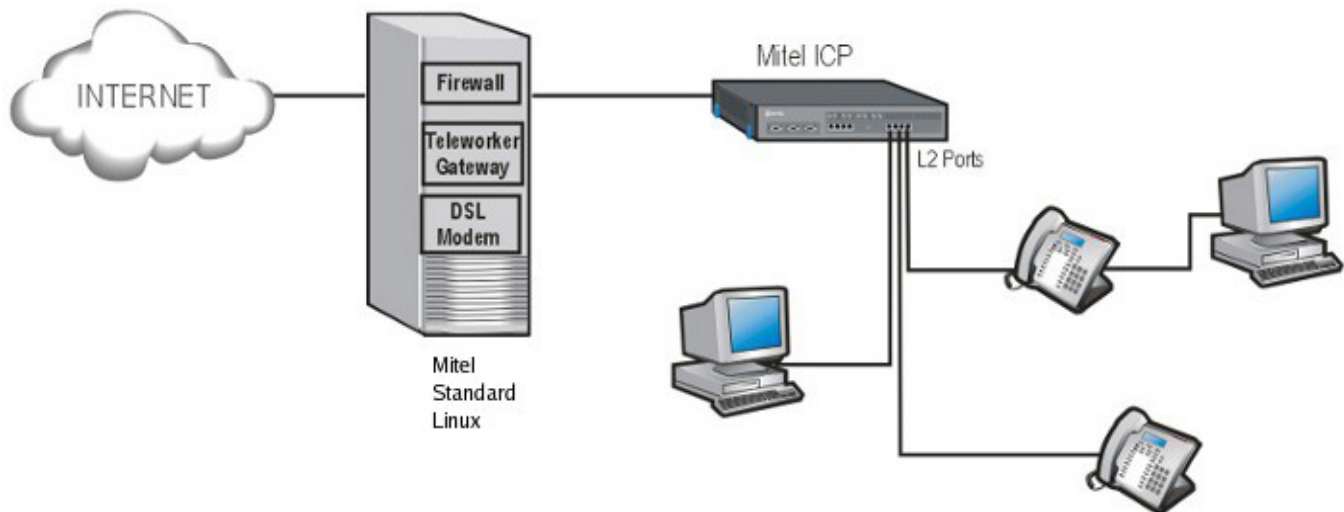 INTERNET
Firewall
Teleworker
Gateway
DSL
Modem
Mitel
Standard
Linux
Mitel ICP
L2 Ports